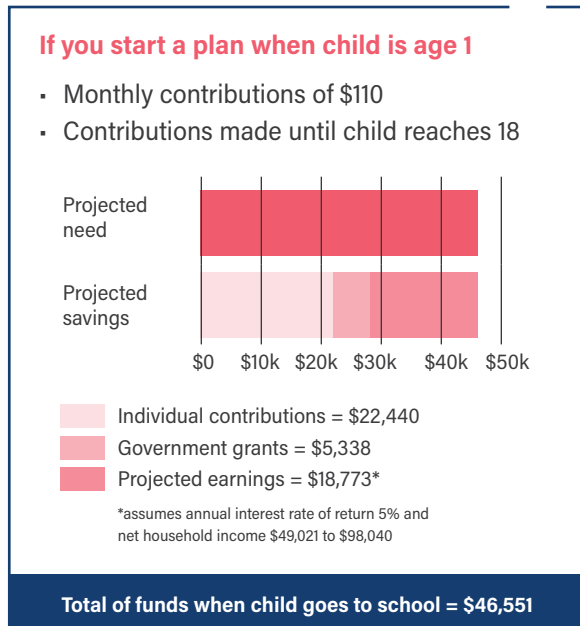 If you start a plan when child is age 1
▪ Monthly contributions of $110
▪ Contributions made until child reaches 18
Projected
need
Projected
savings
$0 $10k $20k $30k $40k $50k
Individual contributions = $22,440
Government grants = $5,338
Projected earnings = $18,773*
*assumes annual interest rate of return 5% and
net household income $49,021 to $98,040
Total of funds when child goes to school = $46,551